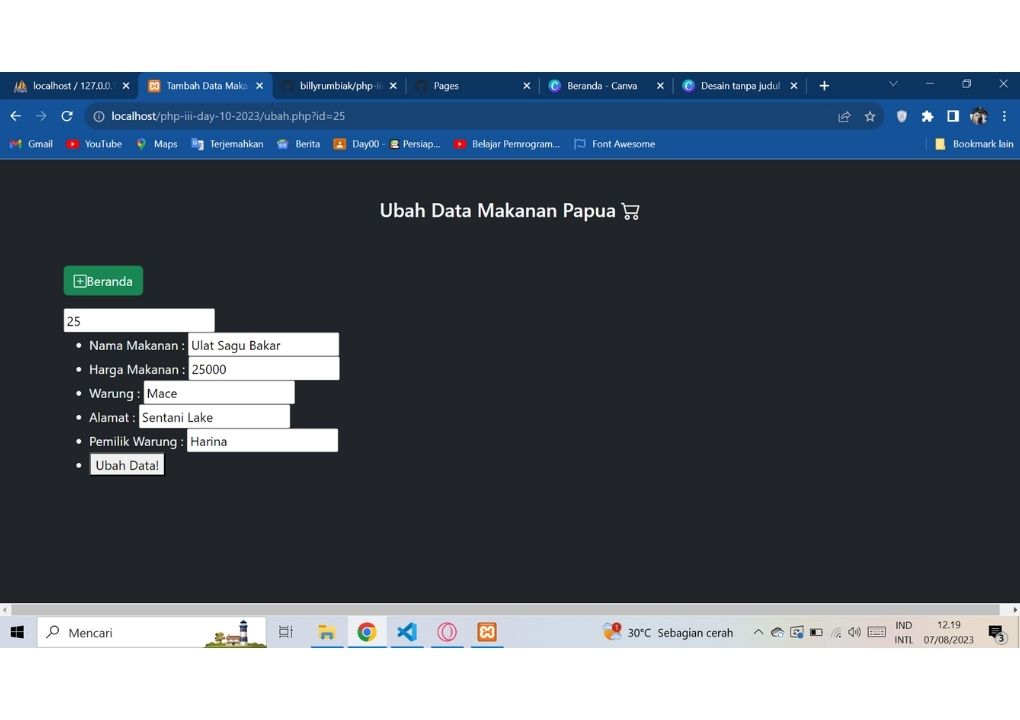 localhost / 127.0.0.1
Tambah Data Maka
billyrumbiak/php-iii
Pages
Beranda - Canva
Desain tanpa judul
localhost/php-iii-day-10-2023/ubah.php?id=25
Gmail
YouTube
Maps
Terjemahkan
Berita
Day00 - Persiap...
Belajar Pemrogram...
Font Awesome
Bookmark lain
Ubah Data Makanan Papua
Beranda
25
Nama Makanan : Ulat Sagu Bakar
Harga Makanan : 25000
Warung : Mace
Alamat : Sentani Lake
Pemilik Warung : Harina
Ubah Data!
Mencari
30°C Sebagian cerah
IND
INTL
12.19
07/08/2023
3